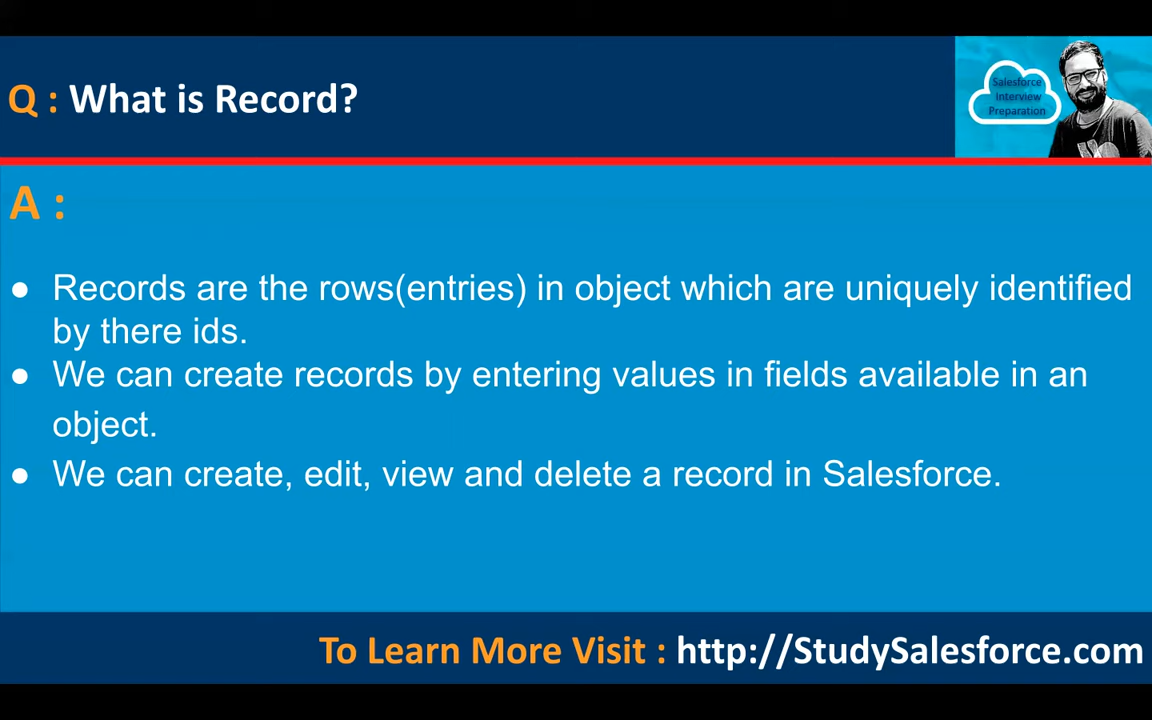 Q : What is Record?
Salesforce
Interview
Preparation
A :
● Records are the rows(entries) in object which are uniquely identified
by there ids.
● We can create records by entering values in fields available in an
object.
● We can create, edit, view and delete a record in Salesforce.
To Learn More Visit : http://StudySalesforce.com